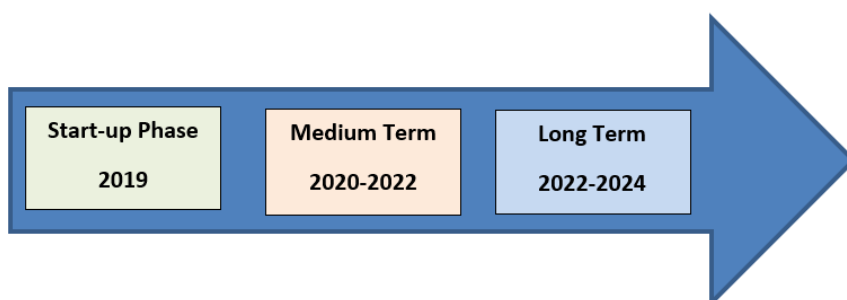 Start-up Phase
2019
Medium Term
2020-2022
Long Term
2022-2024